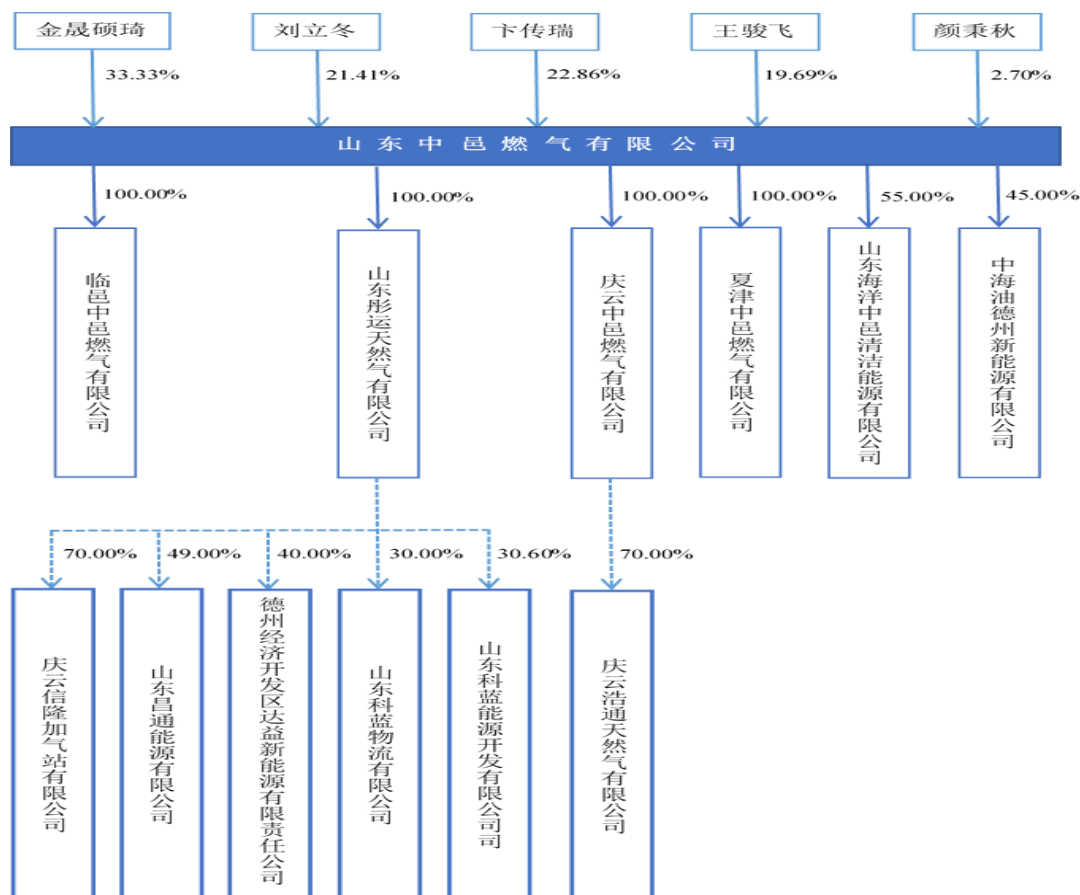 金晟硕琦
刘立冬
卞传瑞
王骏飞
颜秉秋
33.33%
21.41%
22.86%
19.69%
2.70%
山东中邑燃气有限公司
100.00%
100.00%
100.00%
100.00%
55.00%
45.00%
临邑中邑燃气有限公司
山东彤运天然气有限公司
庆云中邑燃气有限公司
夏津中邑燃气有限公司
山东海洋中邑清洁能源有限公司
中海油德州新能源有限公司
70.00%
49.00%
40.00%
30.00%
30.60%
70.00%
庆云信隆加气站有限公司
山东昌通能源有限公司
德州经济开发区达益新能源有限责任公司
山东科蓝物流有限公司
山东科蓝能源开发有限公司司
庆云浩通天然气有限公司